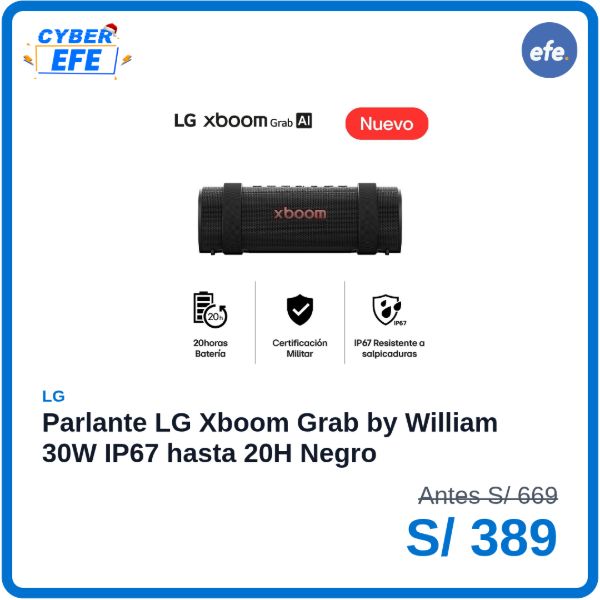 CYBER
EFE
efe.
LG xboom Grab AI
Nuevo
xboom
20h
IP67
20horas
Batería
Certificación
Militar
IP67 Resistente a
salpicaduras
LG
Parlante LG Xboom Grab by William
30W IP67 hasta 20H Negro
Antes S/ 669
S/ 389